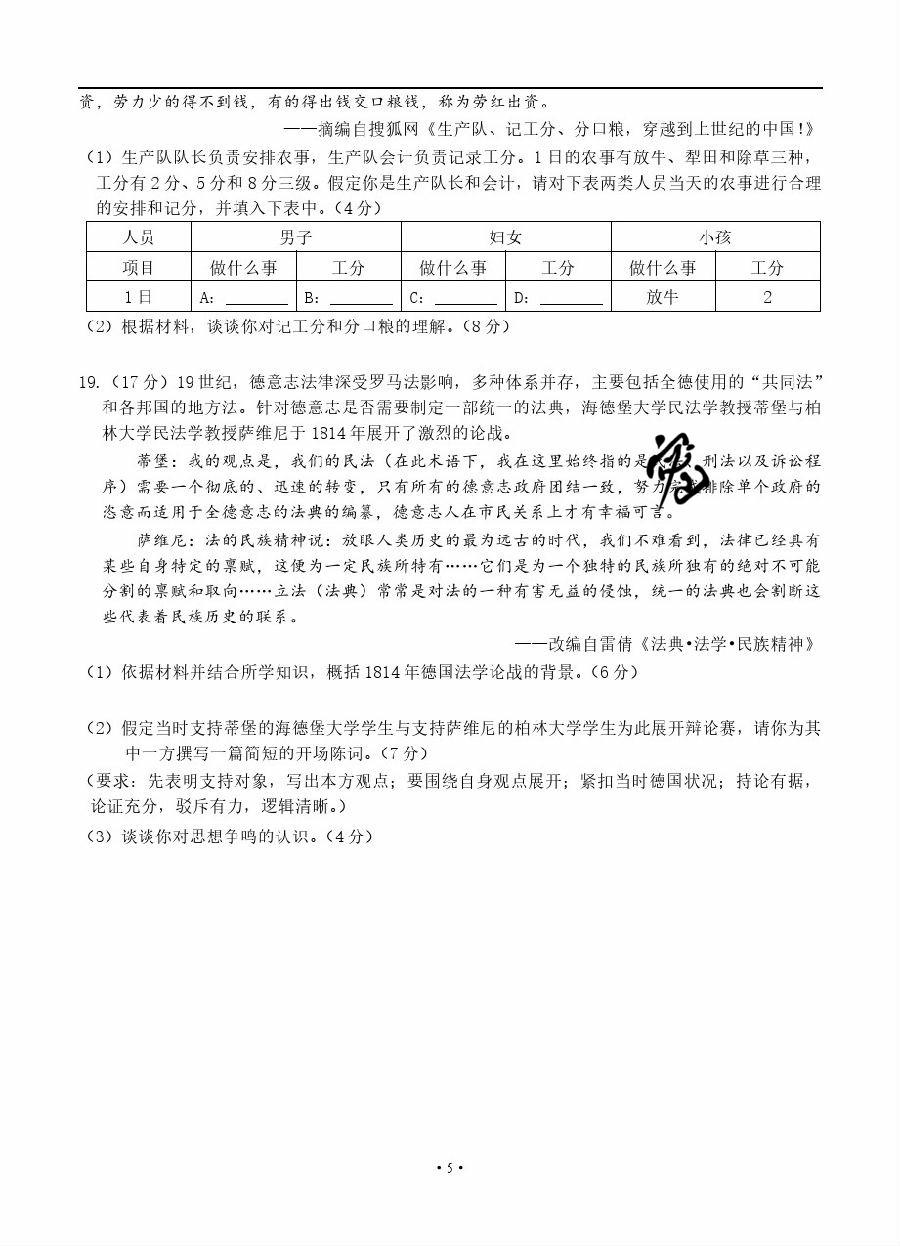 资，劳力少的得不到钱，有的得出钱交口粮钱，称为劳红出资。
——摘编自搜狐网《生产队、记工分、分口粮，穿越到上世纪的中国！》
（1）生产队队长负责安排农事，生产队会计负责记录工分。1日的农事有放牛、犁田和除草三种，
工分有2分、5分和8分三级。假定你是生产队长和会计，请对下表两类人员当天的农事进行合理
的安排和记分，并填入下表中。（4分）
人员 男子 妇女 小孩
项目 做什么事 工分 做什么事 工分 做什么事 工分
1日 A：______ B：______ C：______ D：______ 放牛 2
（2）根据材料，谈谈你对记工分和分口粮的理解。（8分）
19.（17分）19世纪，德意志法律深受罗马法影响，多种体系并存，主要包括全德使用的“共同法”
和各邦国的地方法。针对德意志是否需要制定一部统一的法典，海德堡大学民法学教授蒂堡与柏
林大学民法学教授萨维尼于1814年展开了激烈的论战。
蒂堡：我的观点是，我们的民法（在此术语下，我在这里始终指的是 刑法以及诉讼程
序）需要一个彻底的、迅速的转变，只有所有的德意志政府团结一致，努力 排除单个政府的
恣意而适用于全德意志的法典的编纂，德意志人在市民关系上才有幸福可言。
萨维尼：法的民族精神说：放眼人类历史的最为远古的时代，我们不难看到，法律已经具有
某些自身特定的禀赋，这便为一定民族所特有……它们是为一个独特的民族所独有的绝对不可能
分割的禀赋和取向……立法（法典）常常是对法的一种有害无益的侵蚀，统一的法典也会割断这
些代表着民族历史的联系。
——改编自雷倩《法典•法学•民族精神》
（1）依据材料并结合所学知识，概括1814年德国法学论战的背景。（6分）
（2）假定当时支持蒂堡的海德堡大学学生与支持萨维尼的柏林大学学生为此展开辩论赛，请你为其
中一方撰写一篇简短的开场陈词。（7分）
（要求：先表明支持对象，写出本方观点；要围绕自身观点展开；紧扣当时德国状况；持论有据，
论证充分，驳斥有力，逻辑清晰。）
（3）谈谈你对思想争鸣的认识。（4分）
•5•